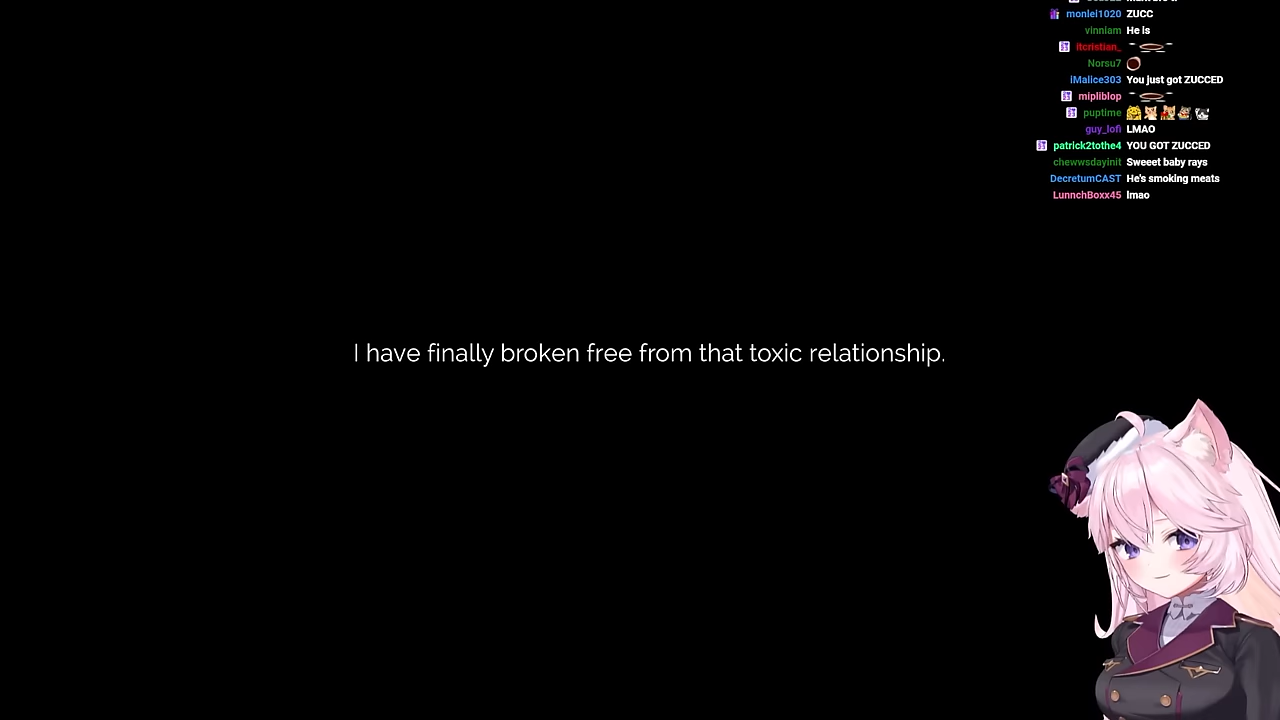 monlei1020 ZUCC
vinniam He is
itcristian_
Norsu7
iMalice303 You just got ZUCCED
mipliblop
puptime
guy_lofi LMAO
patrick2tothe4 YOU GOT ZUCCED
chewwsdayinit Sweeet baby rays
DecretumCAST He's smoking meats
LunnchBoxx45 lmao
I have finally broken free from that toxic relationship.